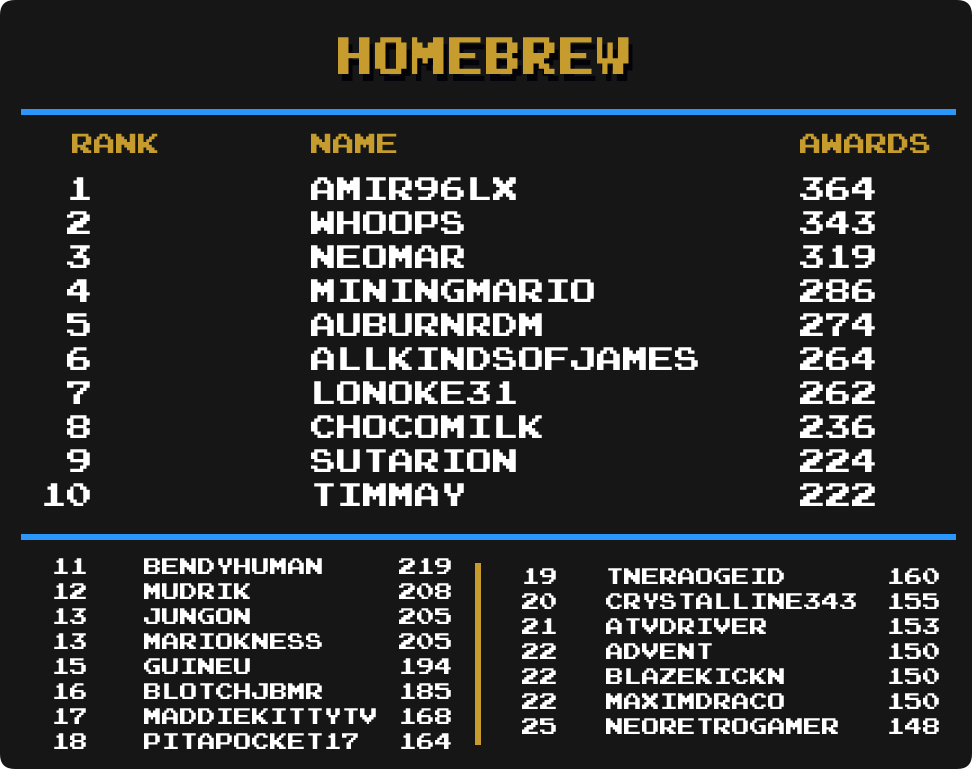 HOMEBREW
RANK NAME AWARDS
1 AMIR96LX 364
2 WHOOPS 343
3 NEOMAR 319
4 MININGMARIO 286
5 AUBURNRDM 274
6 ALLKINDSOFJAMES 264
7 LONOKE31 262
8 CHOCOMILK 236
9 SUTARION 224
10 TIMMAY 222
11 BENDYHUMAN 219
12 MUDRIK 208
13 JUNGON 205
13 MARIOKNESS 205
15 GUINEU 194
16 BLOTCHJBMR 185
17 MADDIEKITTYTV 168
18 PITAPOCKET17 164
19 TNERAOGEID 160
20 CRYSTALLINE343 155
21 ATVDRIVER 153
22 ADVENT 150
22 BLAZEKICKN 150
22 MAXIMDRACO 150
25 NEORETROGAMER 148